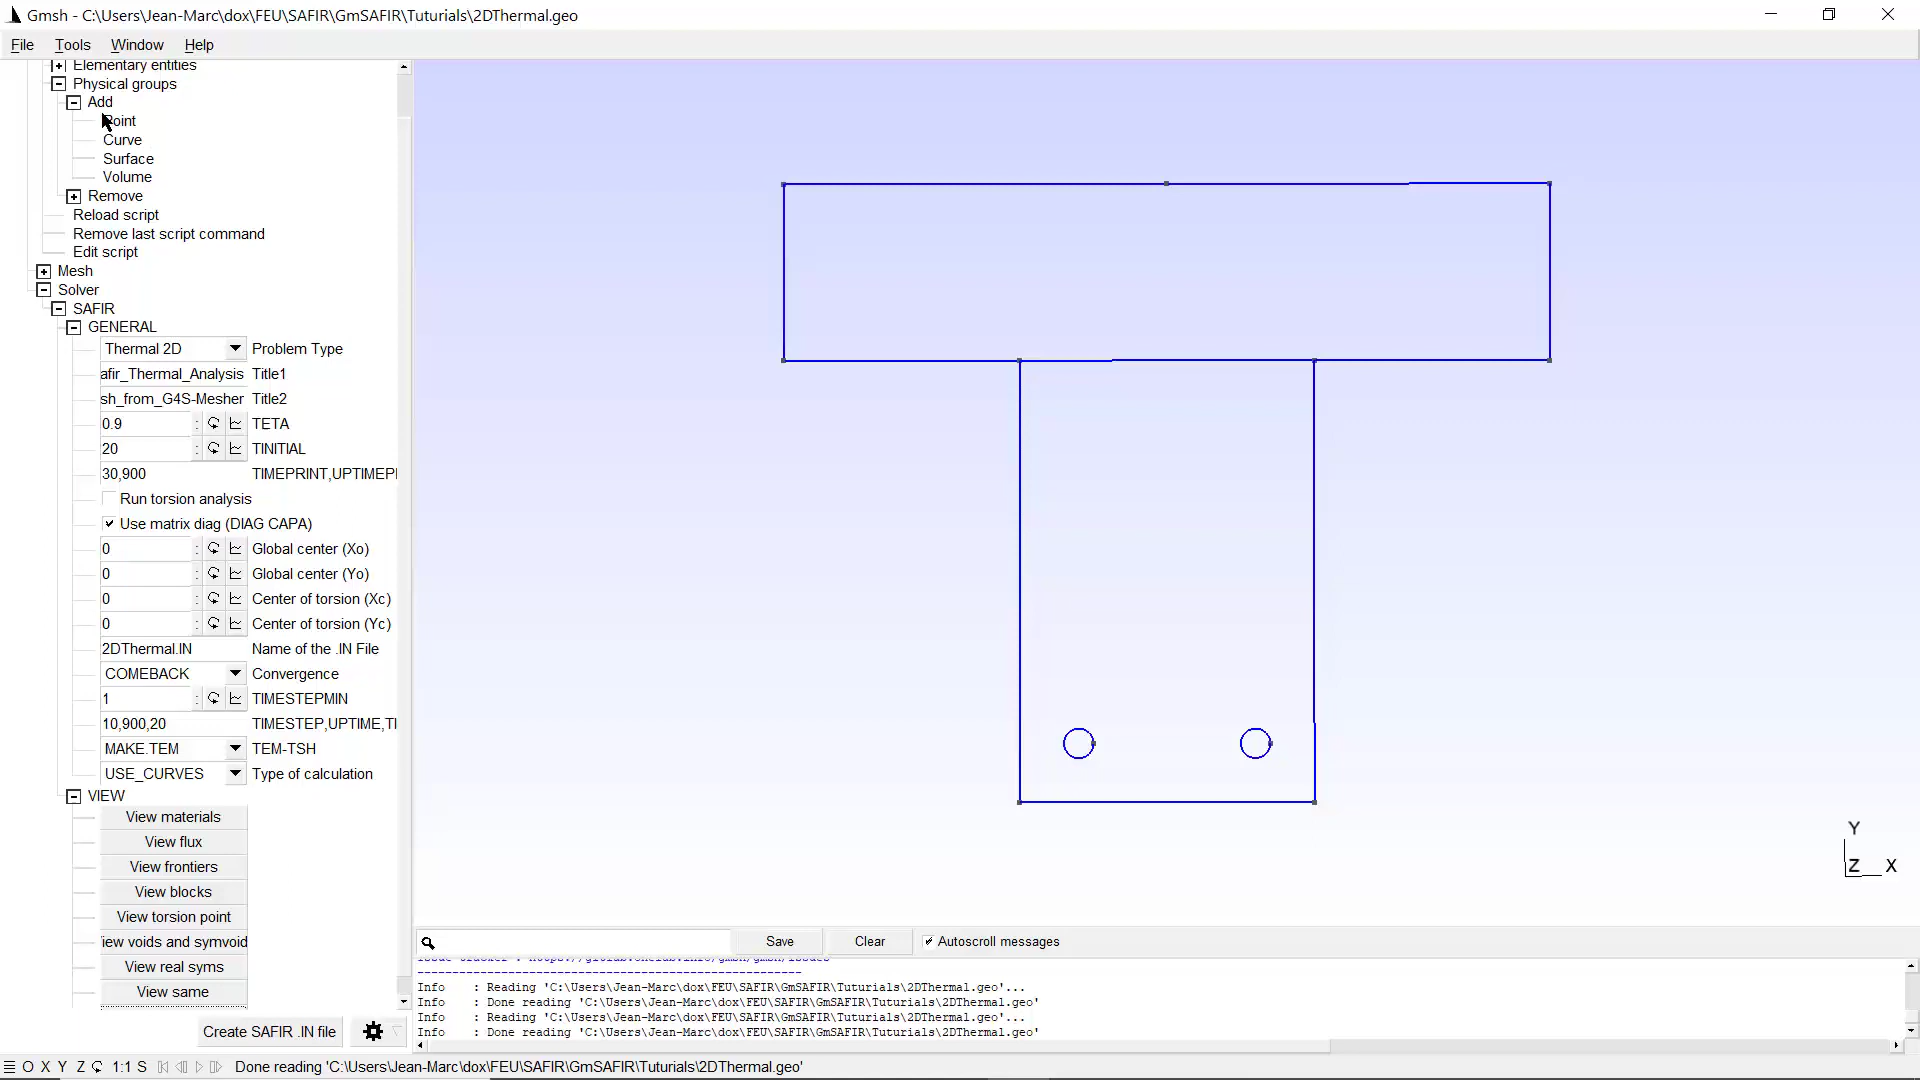 Gmsh - C:\Users\Jean-Marc\dox\FEU\SAFIR\GmSAFIR\Tuturials\2DThermal.geo
File Tools Window Help
Elementary entities
Physical groups
Add
Point
Curve
Surface
Volume
Remove
Reload script
Remove last script command
Edit script
Mesh
Solver
SAFIR
GENERAL
Thermal 2D Problem Type
afir_Thermal_Analysis Title1
sh_from_G4S-Mesher Title2
0.9 : TETA
20 : TINITIAL
30,900 TIMEPRINT,UPTIMEPI
Run torsion analysis
Use matrix diag (DIAG CAPA)
0 : Global center (Xo)
0 : Global center (Yo)
0 : Center of torsion (Xc)
0 : Center of torsion (Yc)
2DThermal.IN Name of the .IN File
COMEBACK Convergence
1 : TIMESTEPMIN
10,900,20 TIMESTEP,UPTIME,TI
MAKE.TEM TEM-TSH
USE_CURVES Type of calculation
VIEW
View materials
View flux
View frontiers
View blocks
View torsion point
iew voids and symvoid
View real syms
View same
Create SAFIR .IN file
Y
Z X
Save Clear Autoscroll messages
----------------------------------------------------
Info : Reading 'C:\Users\Jean-Marc\dox\FEU\SAFIR\GmSAFIR\Tuturials\2DThermal.geo'...
Info : Done reading 'C:\Users\Jean-Marc\dox\FEU\SAFIR\GmSAFIR\Tuturials\2DThermal.geo'
Info : Reading 'C:\Users\Jean-Marc\dox\FEU\SAFIR\GmSAFIR\Tuturials\2DThermal.geo'...
Info : Done reading 'C:\Users\Jean-Marc\dox\FEU\SAFIR\GmSAFIR\Tuturials\2DThermal.geo'
O X Y Z 1:1 S Done reading 'C:\Users\Jean-Marc\dox\FEU\SAFIR\GmSAFIR\Tuturials\2DThermal.geo'